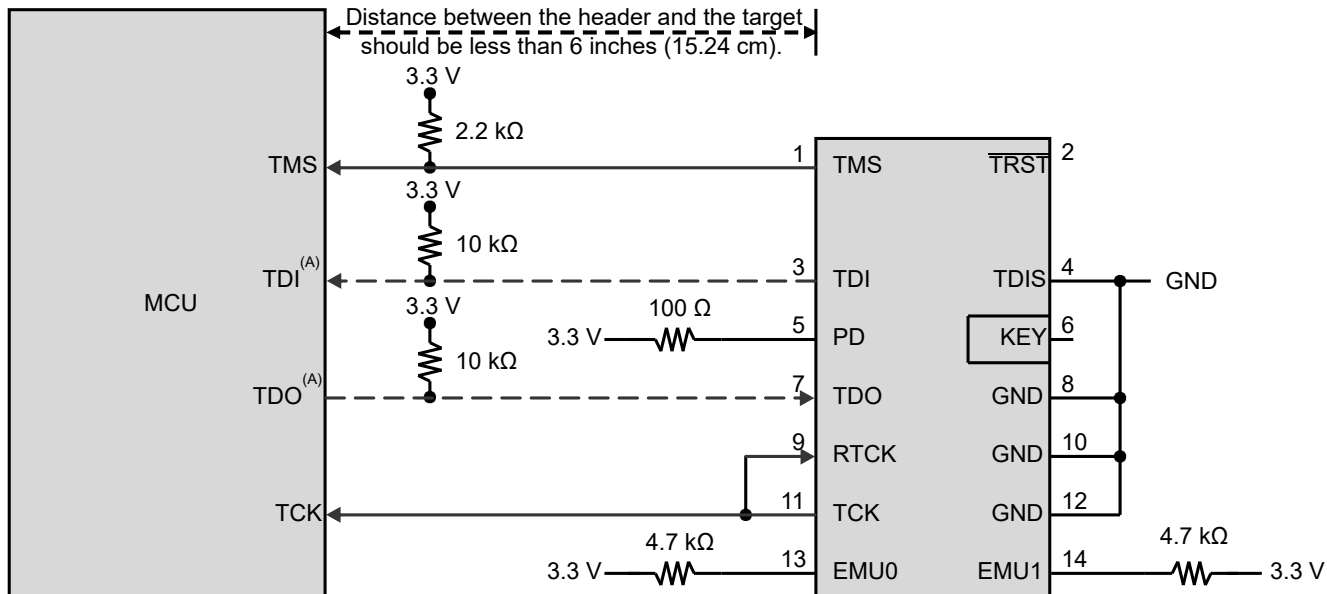 Distance between the header and the target
should be less than 6 inches (15.24 cm).
3.3 V
2.2 kΩ
TMS
1
TMS
TRST
2
3.3 V
10 kΩ
TDI(A)
3
TDI
TDIS
4
GND
MCU
3.3 V
100 Ω
3.3 V
5
PD
KEY
6
10 kΩ
TDO(A)
7
TDO
GND
8
9
RTCK
GND
10
TCK
11
TCK
GND
12
4.7 kΩ
3.3 V
13
EMU0
EMU1
14
4.7 kΩ
3.3 V